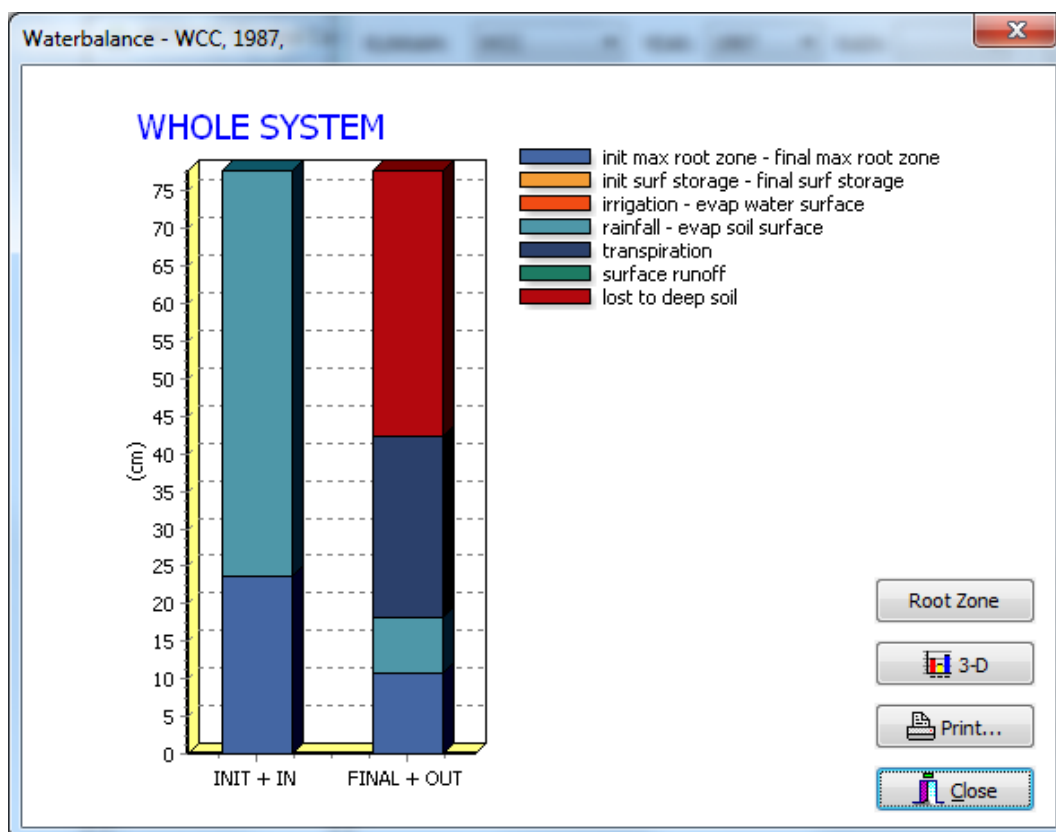 Waterbalance - WCC, 1987,
WHOLE SYSTEM
init max root zone - final max root zone
init surf storage - final surf storage
irrigation - evap water surface
rainfall - evap soil surface
transpiration
surface runoff
lost to deep soil
(cm)
75
70
65
60
55
50
45
40
35
30
25
20
15
10
5
0
INIT + IN
FINAL + OUT
Root Zone
3-D
Print...
Close